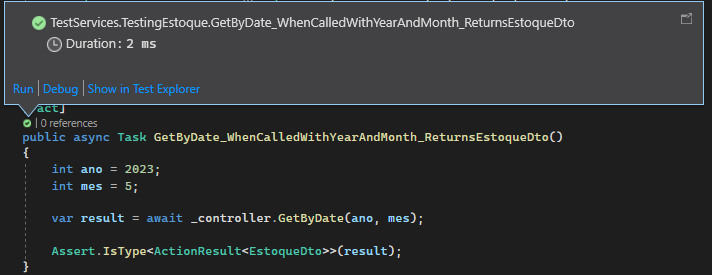 TestServices.TestingEstoque.GetByDate_WhenCalledWithYearAndMonth_ReturnsEstoqueDto
Duration: 2 ms
Run | Debug | Show in Test Explorer
act]
| 0 references
public async Task GetByDate_WhenCalledWithYearAndMonth_ReturnsEstoqueDto()
{
int ano = 2023;
int mes = 5;
var result = await _controller.GetByDate(ano, mes);
Assert.IsType<ActionResult<EstoqueDto>>(result);
}